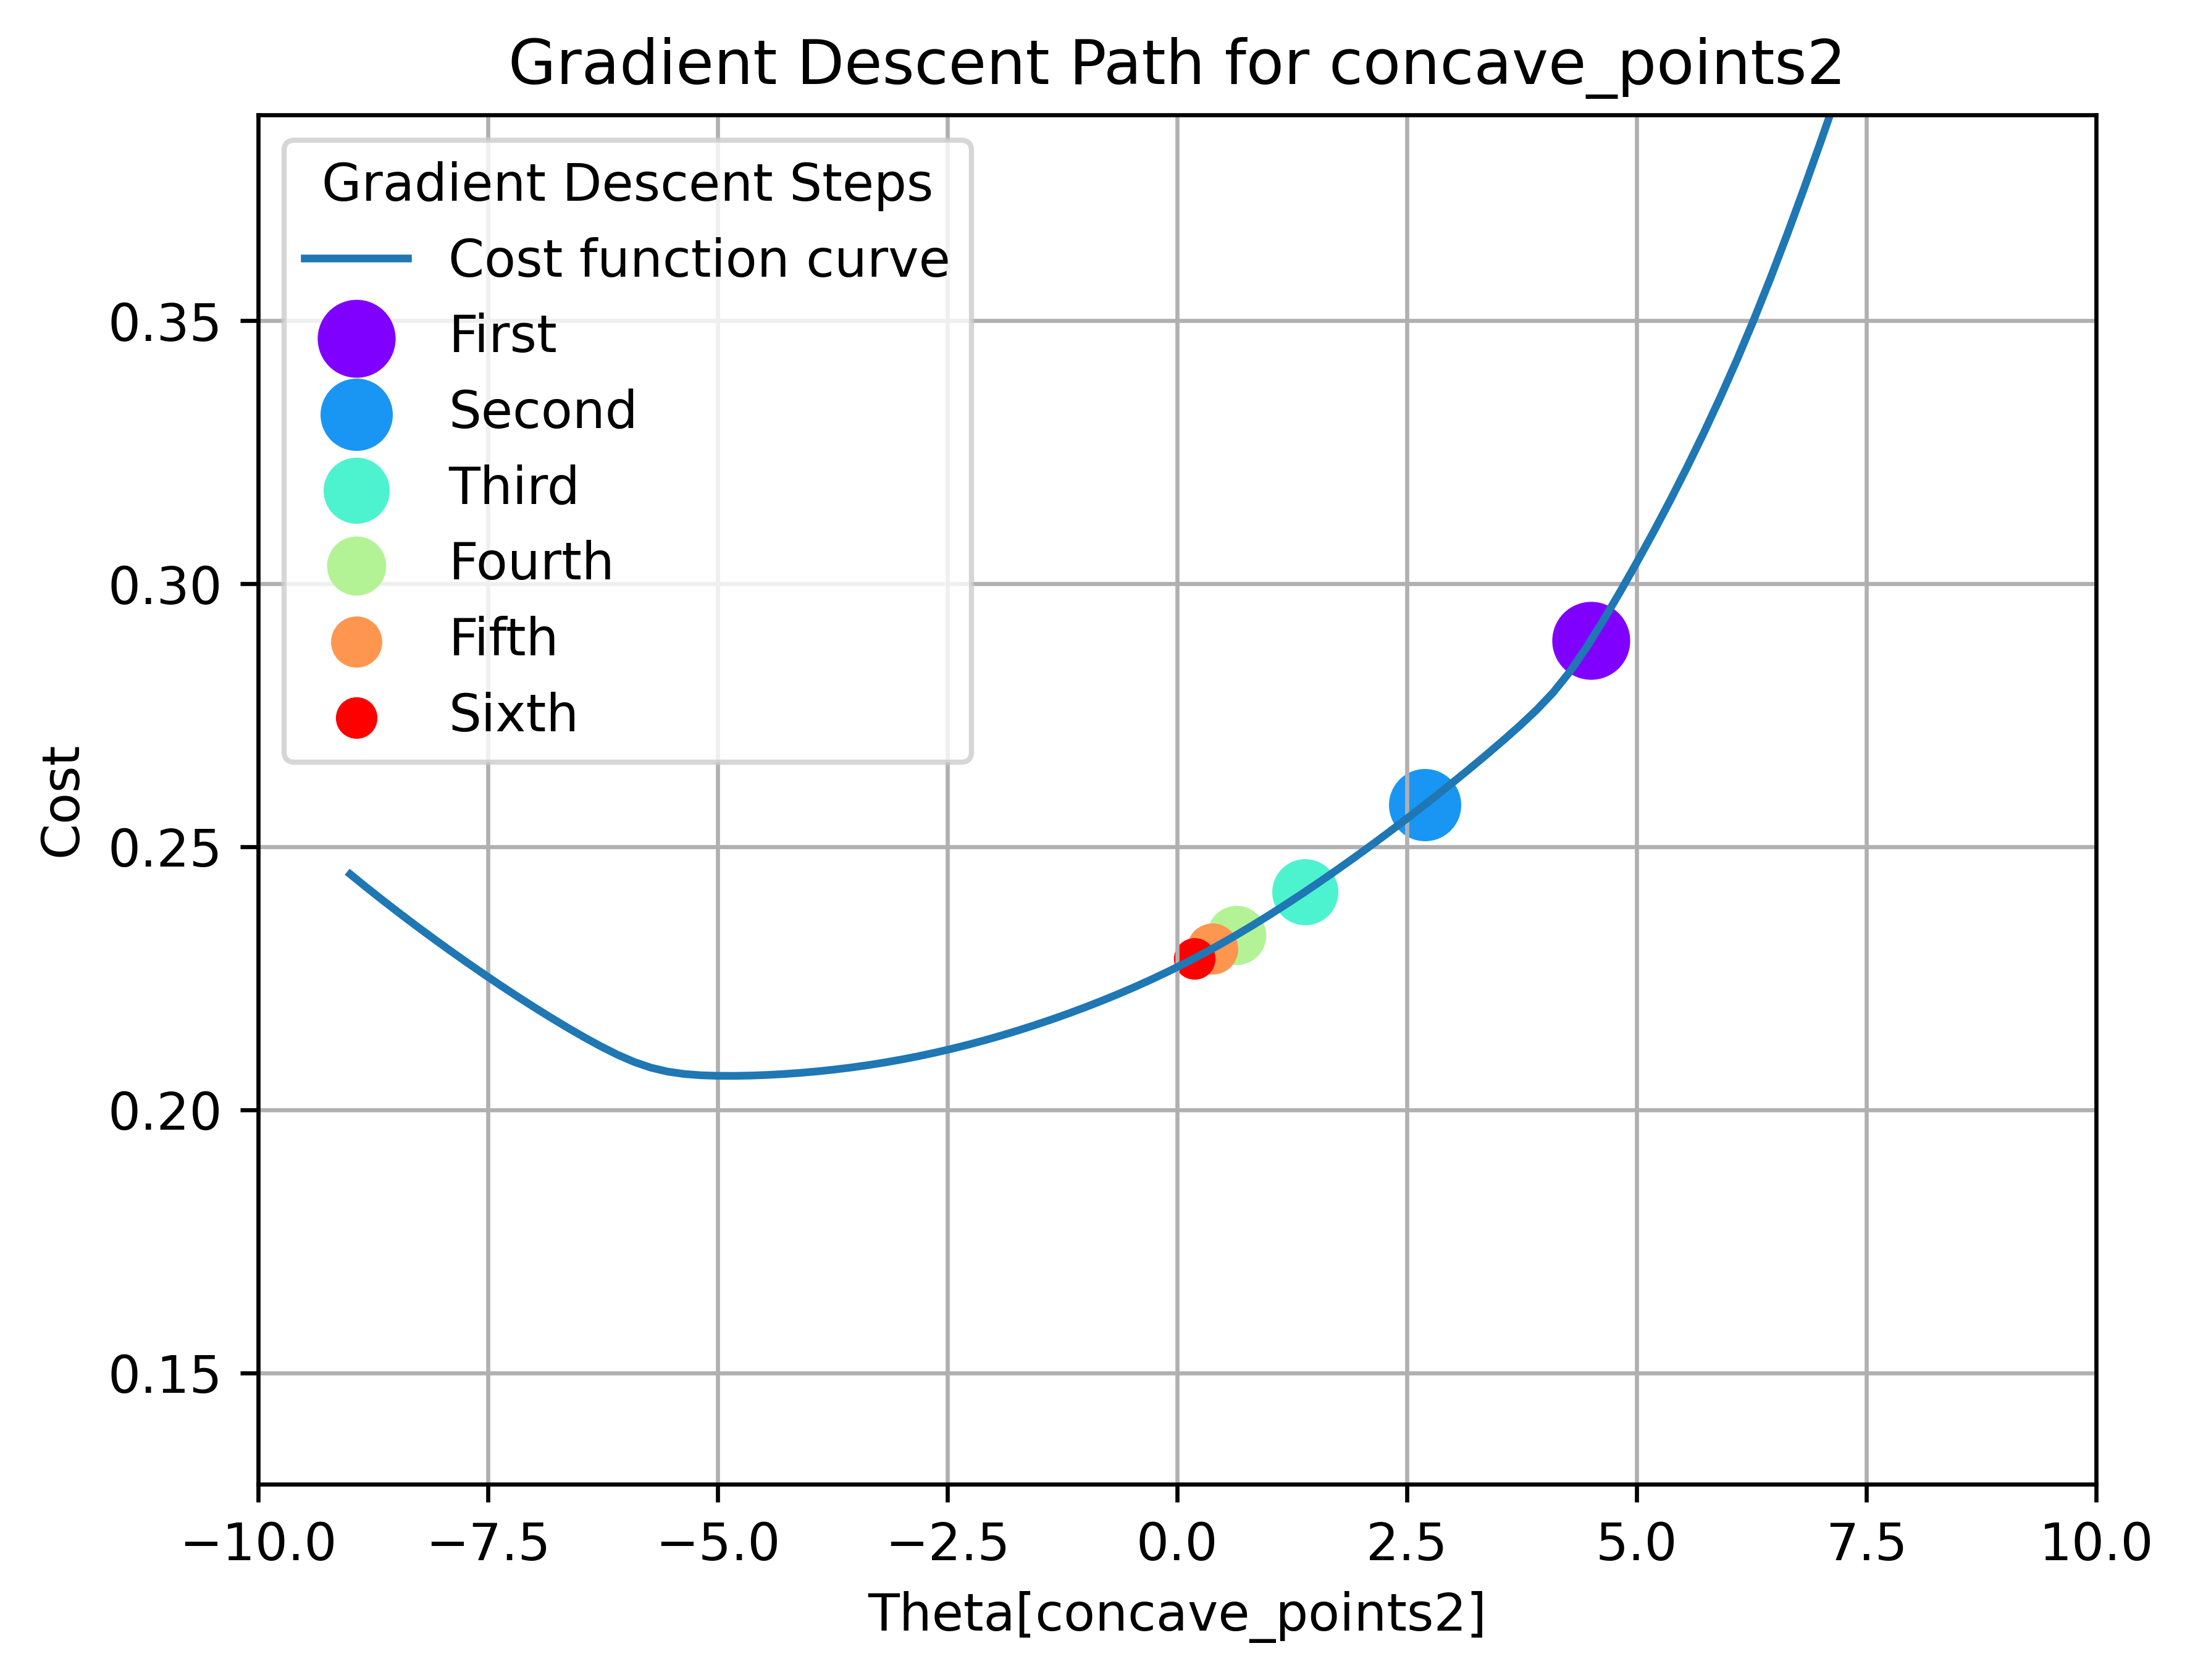 Gradient Descent Path for concave_points2
Gradient Descent Steps
Cost function curve
First
Second
Third
Fourth
Fifth
Sixth
Cost
0.35
0.30
0.25
0.20
0.15
−10.0 −7.5 −5.0 −2.5 0.0 2.5 5.0 7.5 10.0
Theta[concave_points2]